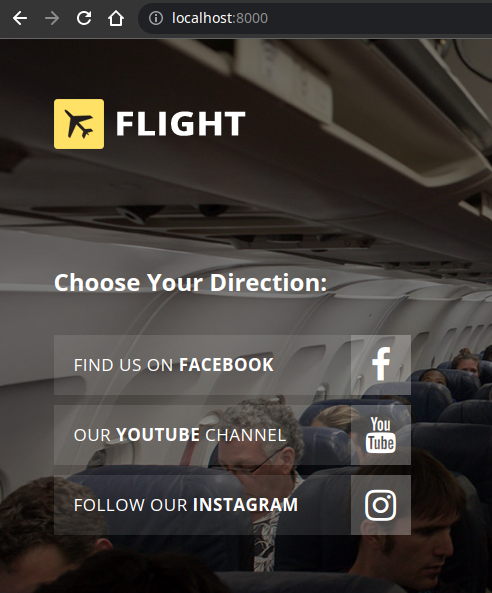 localhost:8000
FLIGHT
Choose Your Direction:
FIND US ON FACEBOOK
OUR YOUTUBE CHANNEL
You
Tube
FOLLOW OUR INSTAGRAM